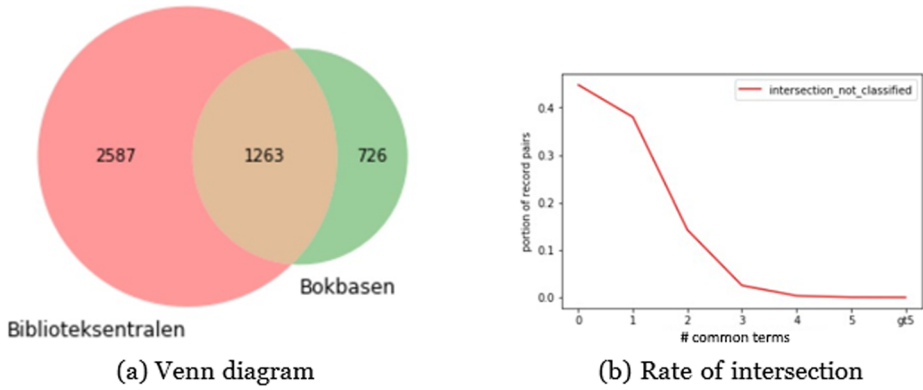 2587
1263
726
Bokbasen
Biblioteksentralen
(a) Venn diagram
intersection_not_classified
portion of record pairs
0.4
0.3
0.2
0.1
0.0
0 1 2 3 4 5 gt5
# common terms
(b) Rate of intersection